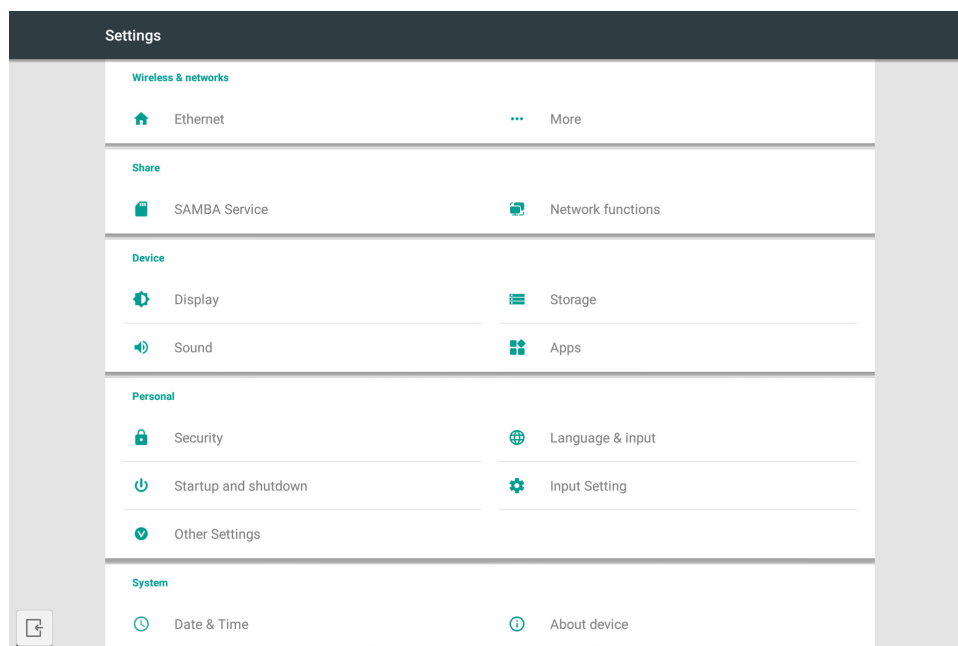 Settings
Wireless & networks
Ethernet More
Share
SAMBA Service Network functions
Device
Display Storage
Sound Apps
Personal
Security Language & input
Startup and shutdown Input Setting
Other Settings
System
Date & Time About device